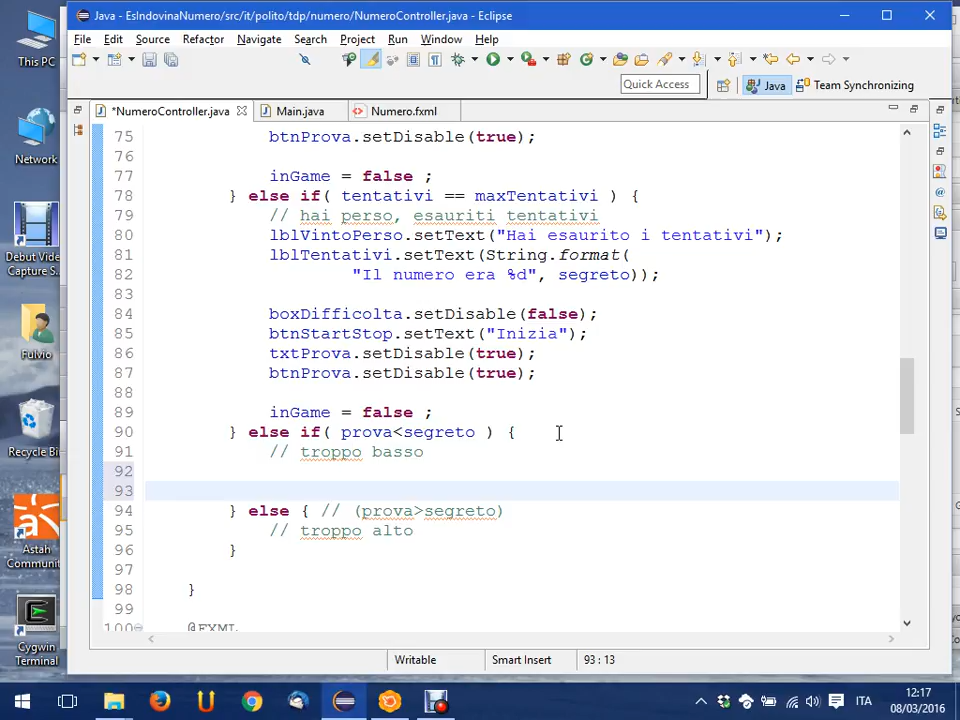 This PC
Network
Debut Video
Capture S...
Fulvio
Recycle Bin
Astah
Communit...
Cygwin
Terminal
Java - EsIndovinaNumero/src/it/polito/tdp/numero/NumeroController.java - Eclipse
File Edit Source Refactor Navigate Search Project Run Window Help
Quick Access
Java
Team Synchronizing
*NumeroController.java
Main.java
Numero.fxml
75 btnProva.setDisable(true);
76
77 inGame = false ;
78 } else if( tentativi == maxTentativi ) {
79 // hai perso, esauriti tentativi
80 lblVintoPerso.setText("Hai esaurito i tentativi");
81 lblTentativi.setText(String.format(
82 "Il numero era %d", segreto));
83
84 boxDifficolta.setDisable(false);
85 btnStartStop.setText("Inizia");
86 txtProva.setDisable(true);
87 btnProva.setDisable(true);
88
89 inGame = false ;
90 } else if( prova<segreto ) {
91 // troppo basso
92
93
94 } else { // (prova>segreto)
95 // troppo alto
96 }
97
98 }
99
100 @FXML
Writable
Smart Insert
93 : 13
ITA
12:17
08/03/2016